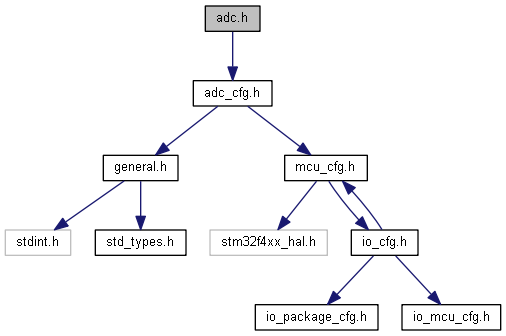 adc.h
adc_cfg.h
general.h
mcu_cfg.h
stdint.h
std_types.h
stm32f4xx_hal.h
io_cfg.h
io_package_cfg.h
io_mcu_cfg.h